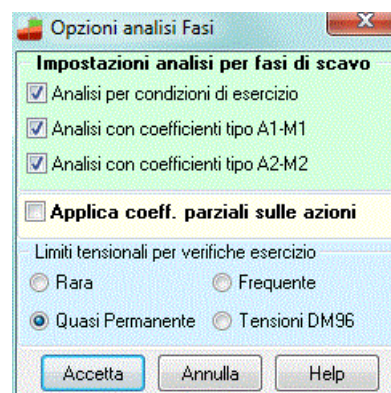 Opzioni analisi Fasi
Impostazioni analisi per fasi di scavo
Analisi per condizioni di esercizio
Analisi con coefficienti tipo A1-M1
Analisi con coefficienti tipo A2-M2
Applica coeff. parziali sulle azioni
Limiti tensionali per verifiche esercizio
Rara Frequente
Quasi Permanente Tensioni DM96
Accetta Annulla Help